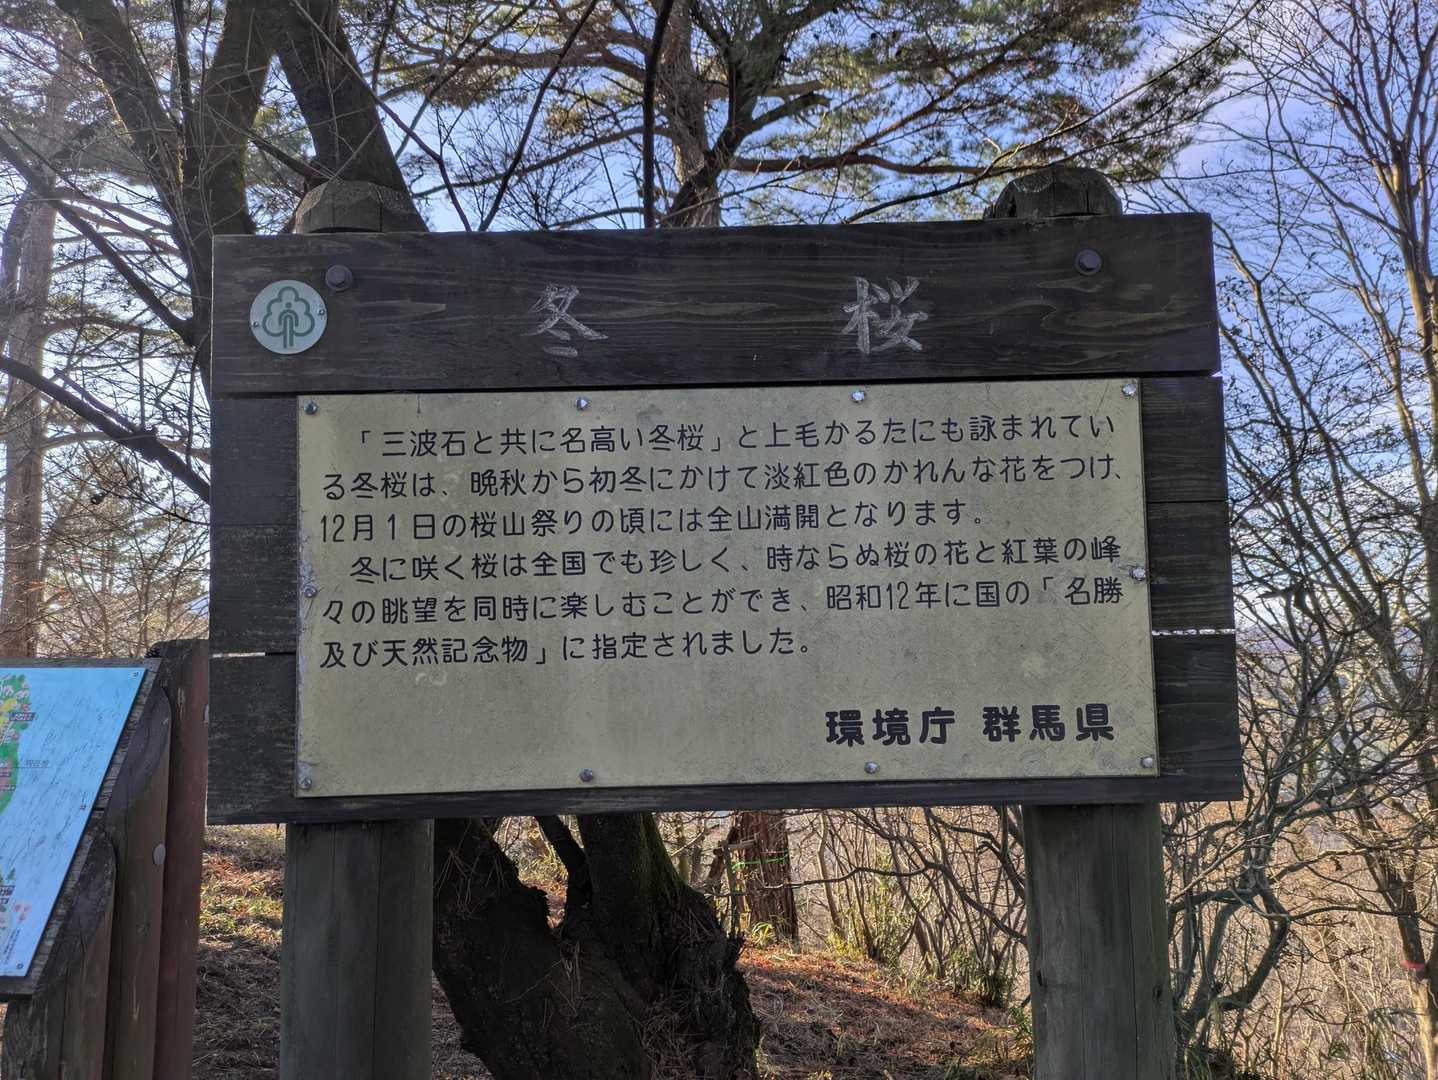 冬桜
「三波石と共に名高い冬桜」と上毛かるたにも詠まれてい
る冬桜は、晩秋から初冬にかけて淡紅色のかれんな花をつけ、
12月1日の桜山祭りの頃には全山満開となります。
冬に咲く桜は全国でも珍しく、時ならぬ桜の花と紅葉の峰
々の眺望を同時に楽しむことができ、昭和12年に国の「名勝
及び天然記念物」に指定されました。
環境庁 群馬県